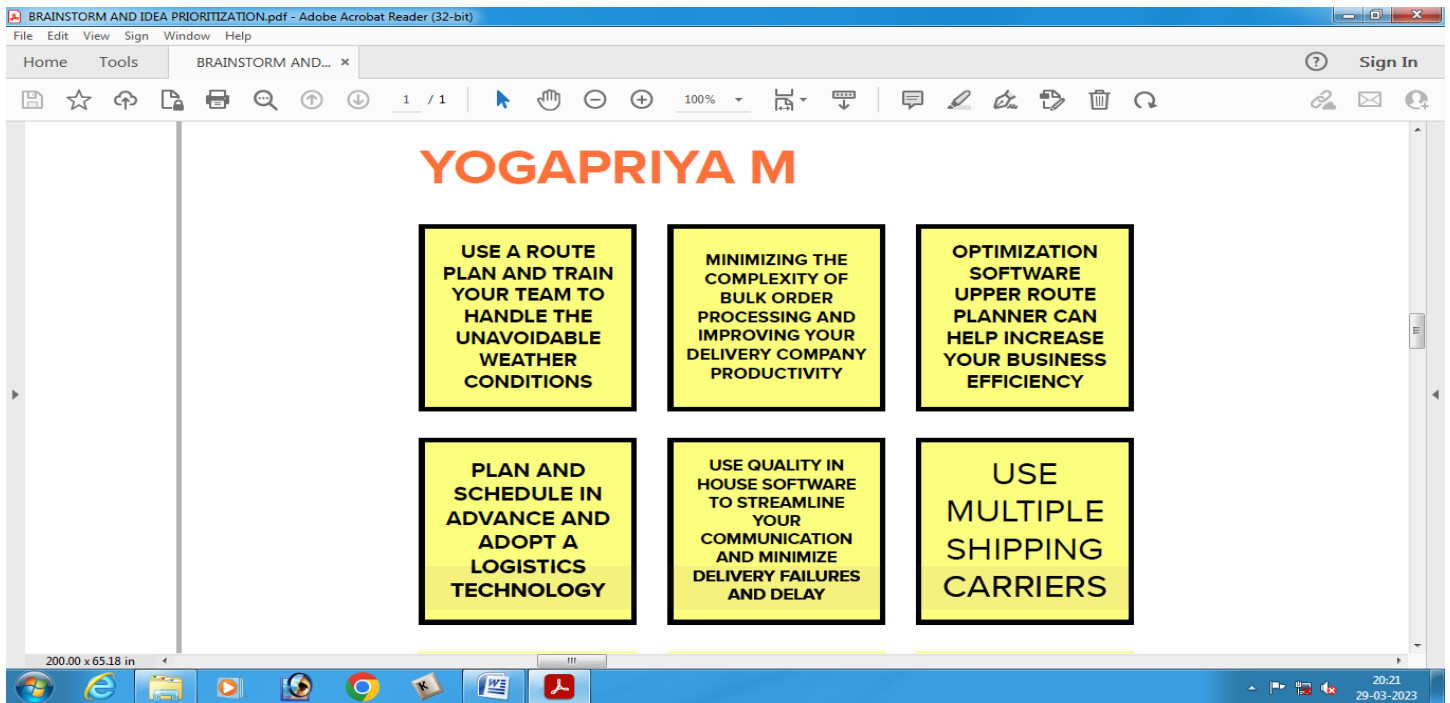 BRAINSTORM AND IDEA PRIORITIZATION.pdf - Adobe Acrobat Reader (32-bit)
File Edit View Sign Window Help
Home Tools BRAINSTORM AND... × ? Sign In
1 / 1 100%
YOGAPRIYA M
USE A ROUTE
PLAN AND TRAIN
YOUR TEAM TO
HANDLE THE
UNAVOIDABLE
WEATHER
CONDITIONS
MINIMIZING THE
COMPLEXITY OF
BULK ORDER
PROCESSING AND
IMPROVING YOUR
DELIVERY COMPANY
PRODUCTIVITY
OPTIMIZATION
SOFTWARE
UPPER ROUTE
PLANNER CAN
HELP INCREASE
YOUR BUSINESS
EFFICIENCY
PLAN AND
SCHEDULE IN
ADVANCE AND
ADOPT A
LOGISTICS
TECHNOLOGY
USE QUALITY IN
HOUSE SOFTWARE
TO STREAMLINE
YOUR
COMMUNICATION
AND MINIMIZE
DELIVERY FAILURES
AND DELAY
USE
MULTIPLE
SHIPPING
CARRIERS
200.00 x 65.18 in
20:21
29-03-2023